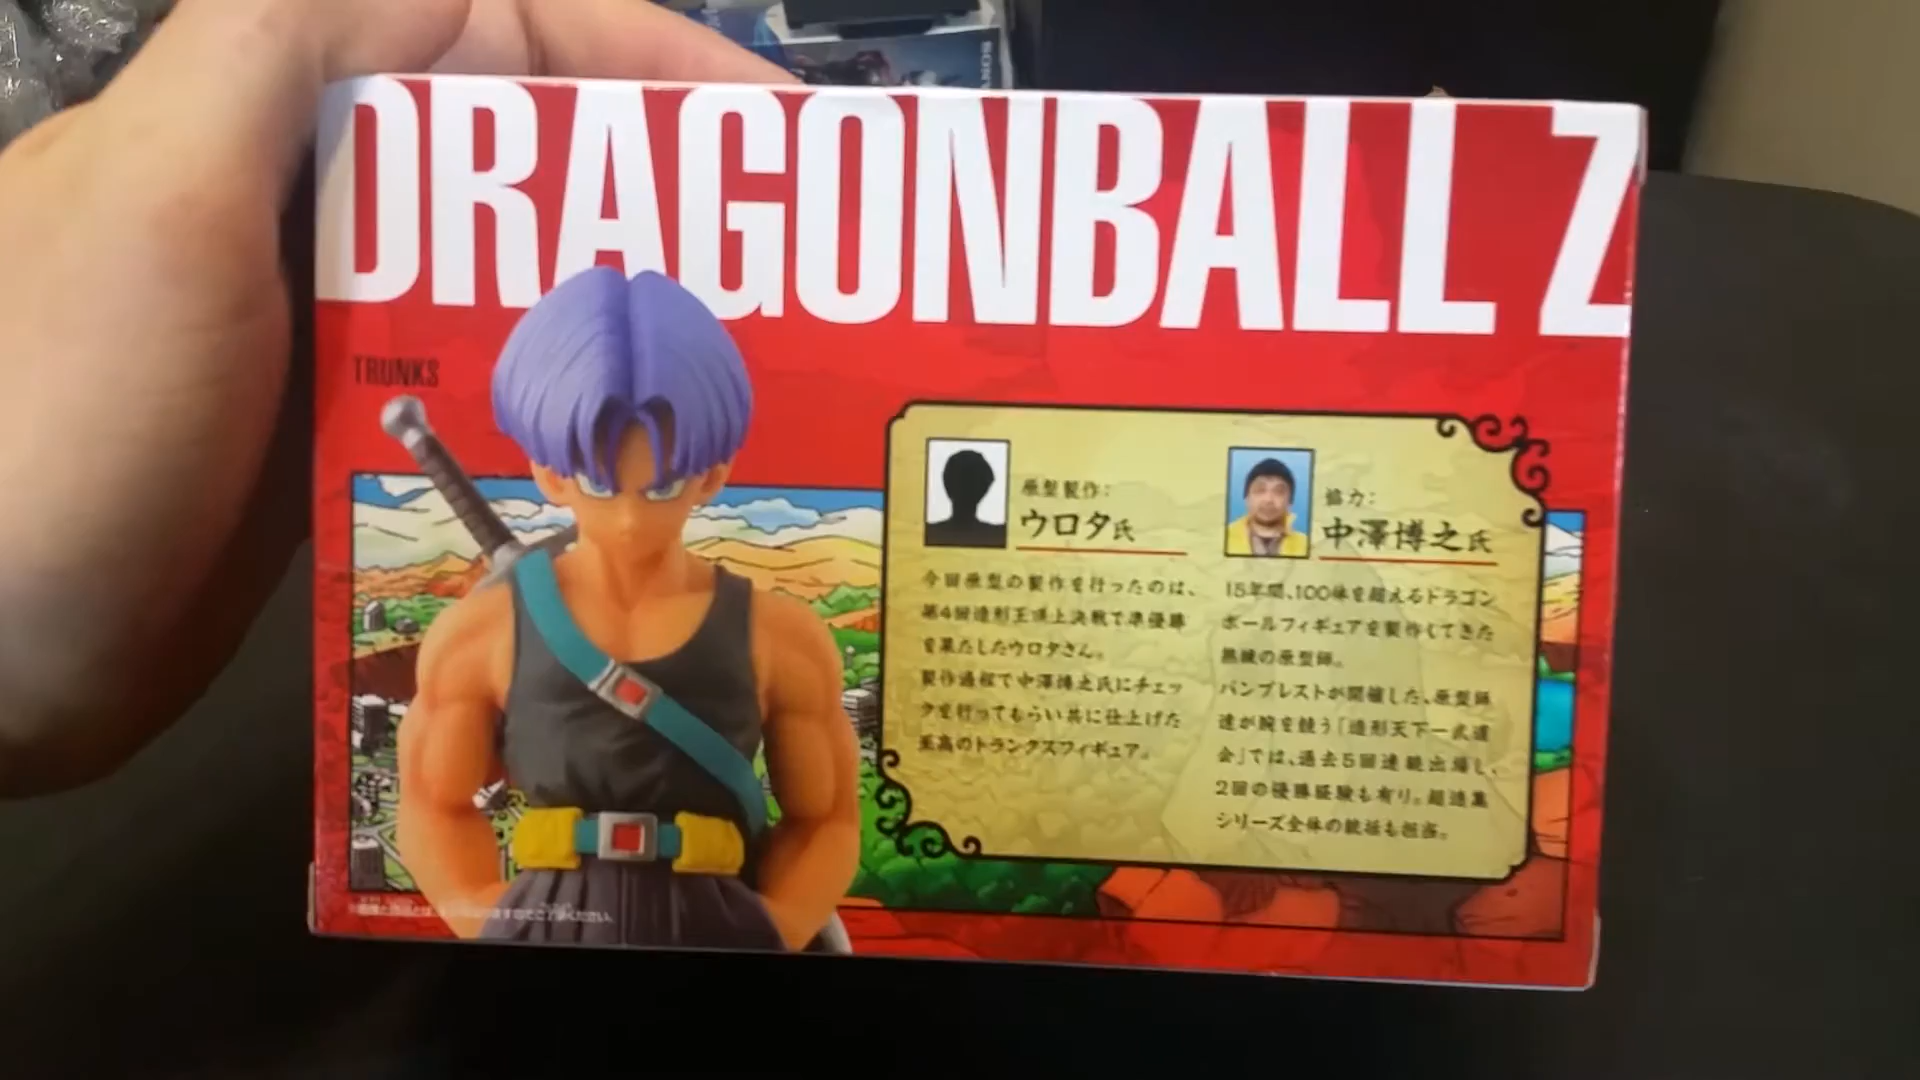 SONY
DRAGONBALL Z
TRUNKS
原型製作:
ウロタ氏
今回原型の製作を行ったのは、
第4回造形王頂上決戦で準優勝
を果たしたウロタさん。
製作過程で中澤博之氏にチェッ
クを行ってもらい共に仕上げた
至高のトランクスフィギュア。
協力:
中澤博之氏
15年間、100体を超えるドラゴン
ボールフィギュアを製作してきた
熟練の原型師。
バンプレストが開催した、原型師
達が腕を競う「造形天下一武道
会」では、過去5回連続出場し、
2回の優勝経験も有り。超造集
シリーズ全体の統括も担当。